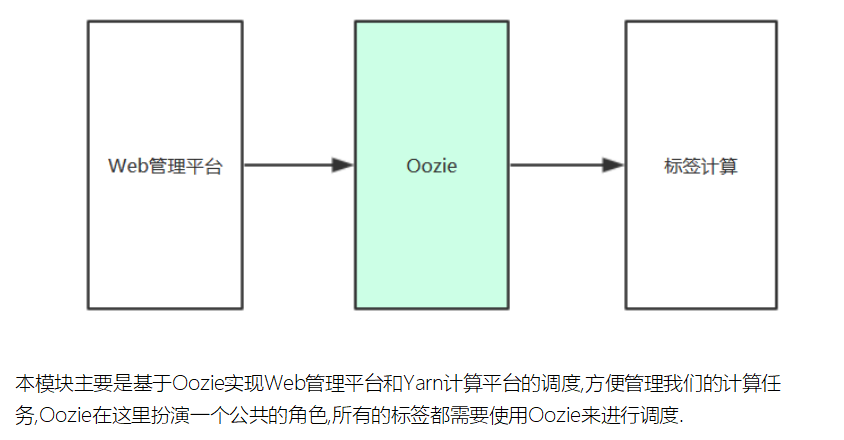 Web管理平台
Oozie
标签计算
本模块主要是基于Oozie实现Web管理平台和Yarn计算平台的调度,方便管理我们的计算任
务,Oozie在这里扮演一个公共的角色,所有的标签都需要使用Oozie来进行调度.